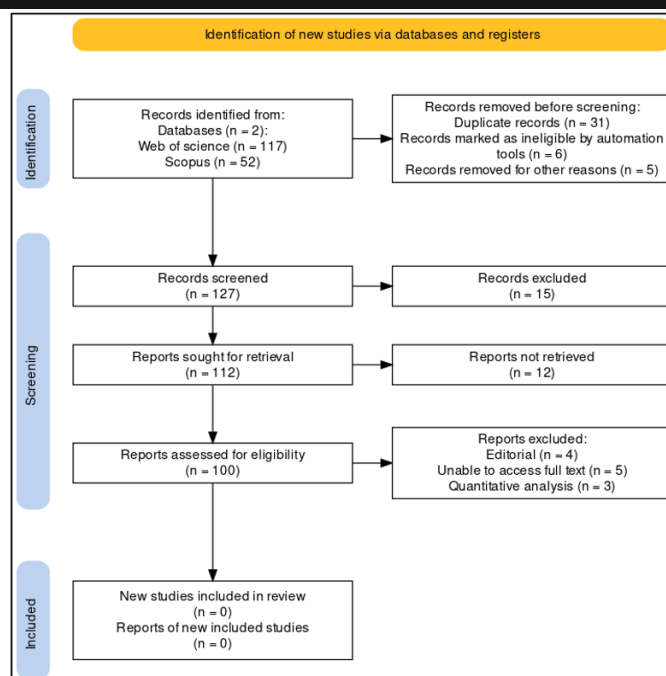 Identification of new studies via databases and registers
Identification
Records identified from:
Databases (n = 2):
Web of science (n = 117)
Scopus (n = 52)
Records removed before screening:
Duplicate records (n = 31)
Records marked as ineligible by automation
tools (n = 6)
Records removed for other reasons (n = 5)
Screening
Records screened
(n = 127)
Records excluded
(n = 15)
Reports sought for retrieval
(n = 112)
Reports not retrieved
(n = 12)
Reports assessed for eligibility
(n = 100)
Reports excluded:
Editorial (n = 4)
Unable to access full text (n = 5)
Quantitative analysis (n = 3)
Included
New studies included in review
(n = 0)
Reports of new included studies
(n = 0)